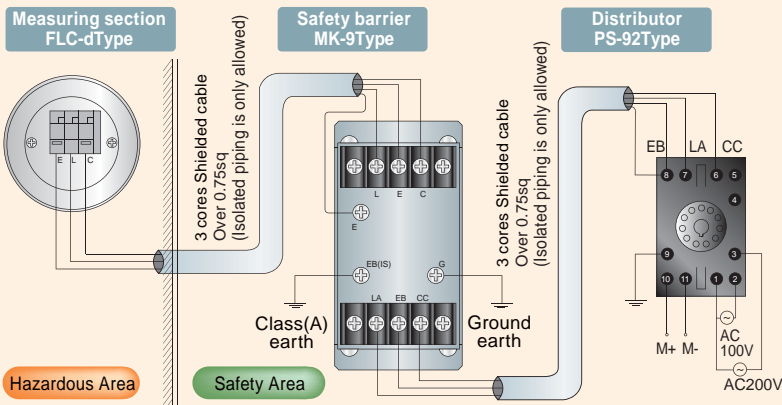 Measuring section
FLC-dType
Safety barrier
MK-9Type
Distributor
PS-92Type
3 cores Shielded cable
Over 0.75sq
(Isolated piping is only allowed)
3 cores Shielded cable
Over 0.75sq
(Isolated piping is only allowed)
E L C
L E C
E
EB(IS)
G
LA EB CC
Class(A)
earth
Ground
earth
EB LA CC
8 7 6 5
4
9 3
10 11 1 2
M+ M-
AC
100V
AC200V
Hazardous Area
Safety Area